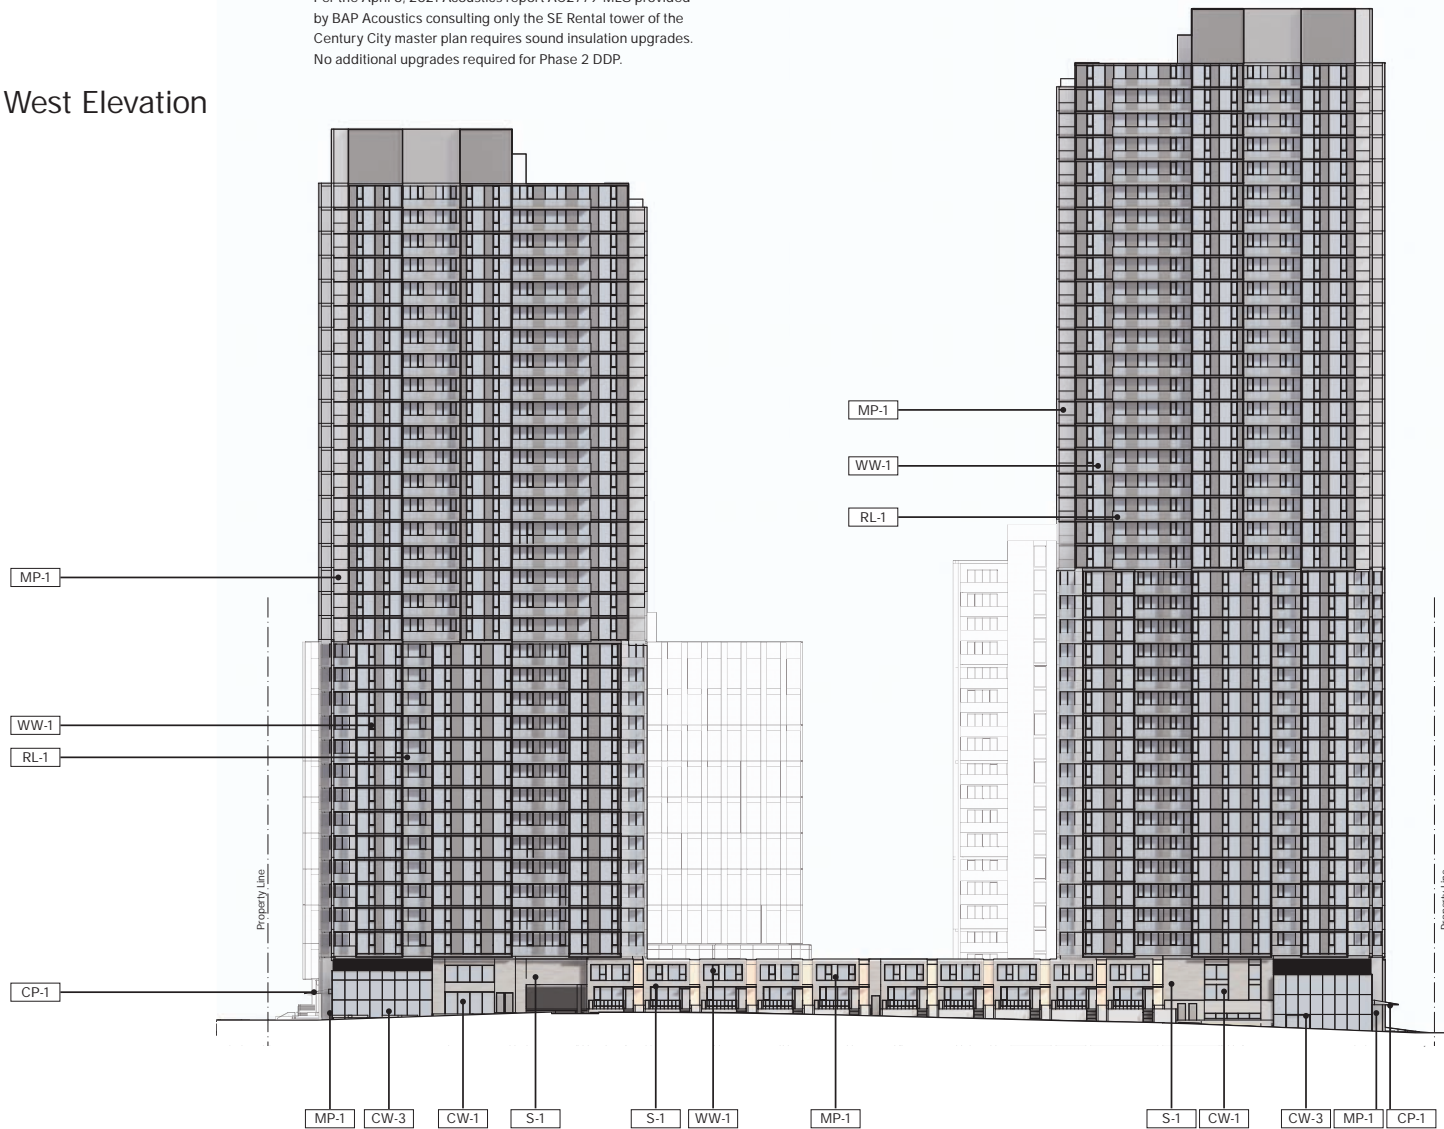 by BAP Acoustics consulting only the SE Rental tower of the
Century City master plan requires sound insulation upgrades.
No additional upgrades required for Phase 2 DDP.
West Elevation
MP-1
WW-1
RL-1
MP-1
WW-1
RL-1
Property Line
Property Line
CP-1
MP-1
CW-3
CW-1
S-1
S-1
WW-1
MP-1
S-1
CW-1
CW-3
MP-1
CP-1